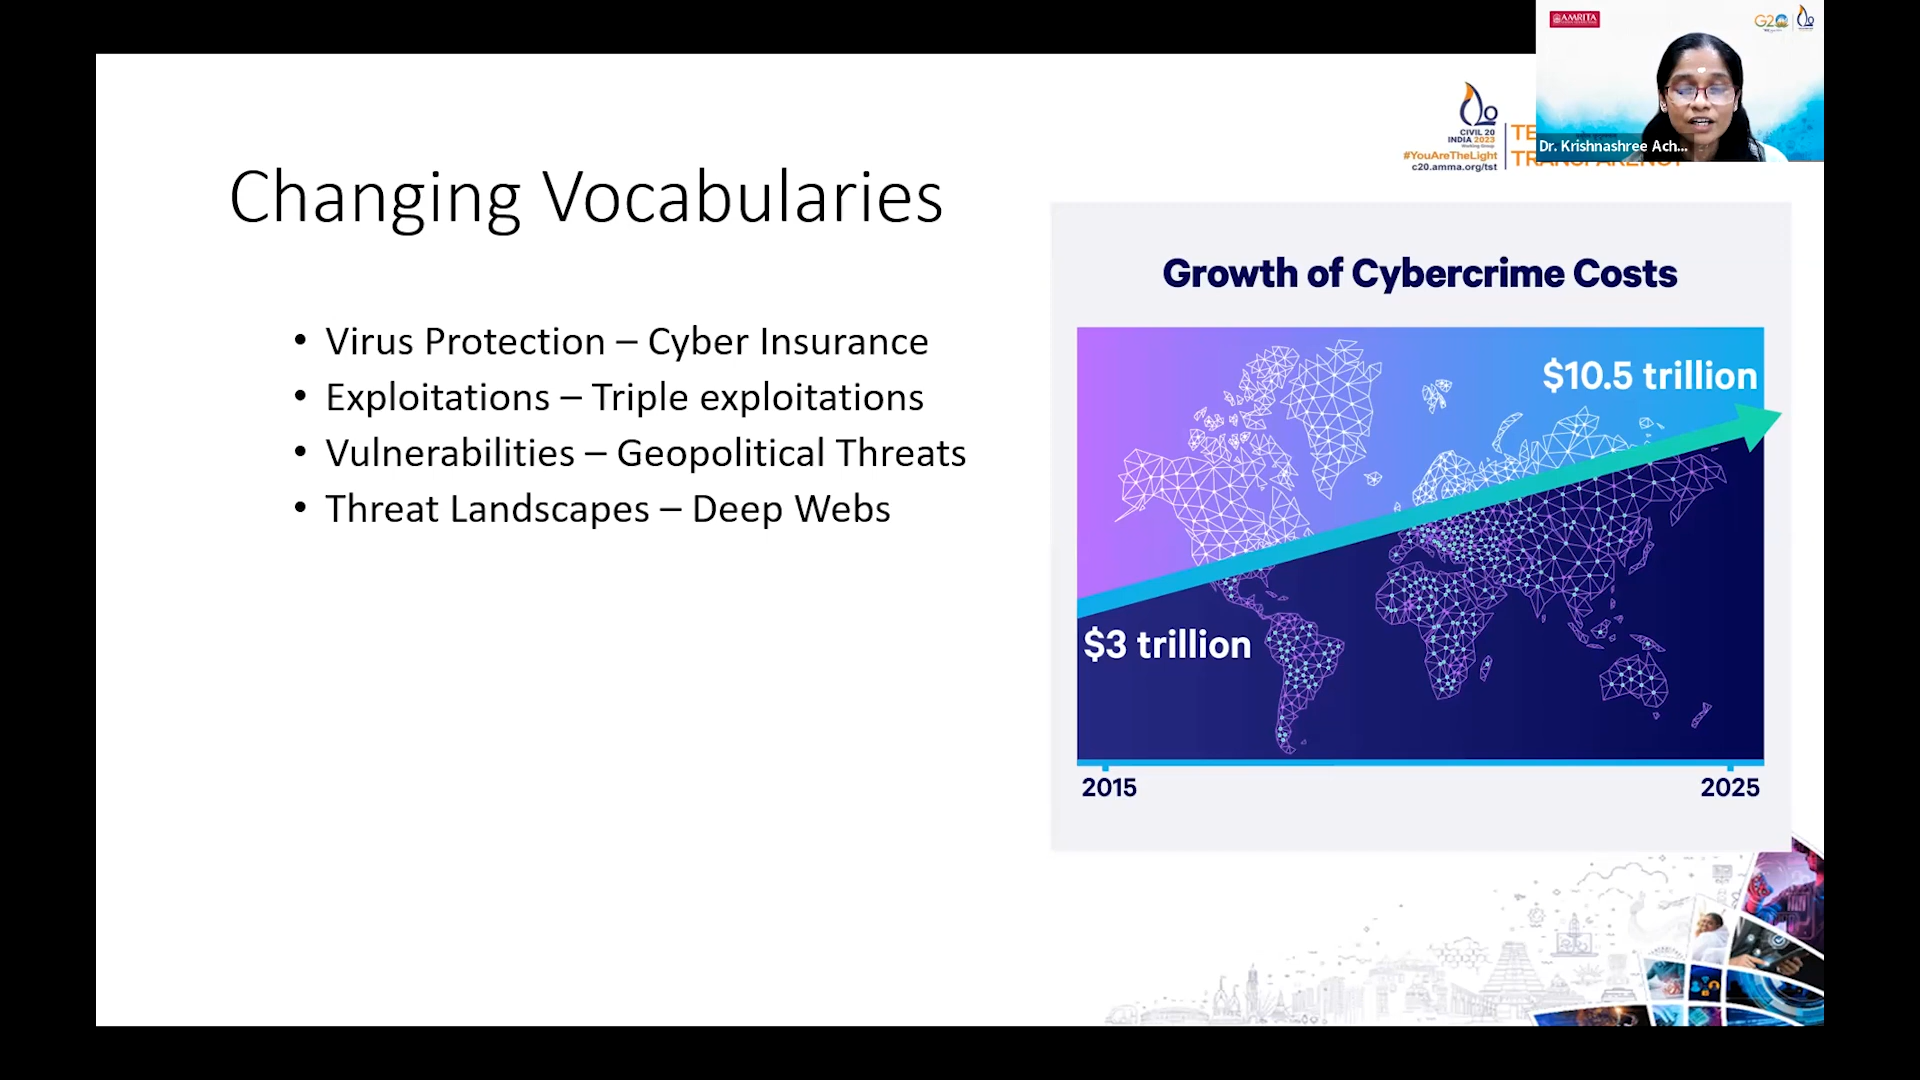 AMRITA
G20
Dr. Krishnashree Ach...
CIVIL 20
INDIA 2023
Working Group
#YouAreTheLight
c20.amma.org/tst
Changing Vocabularies
• Virus Protection – Cyber Insurance
• Exploitations – Triple exploitations
• Vulnerabilities – Geopolitical Threats
• Threat Landscapes – Deep Webs
Growth of Cybercrime Costs
$10.5 trillion
$3 trillion
2015 2025